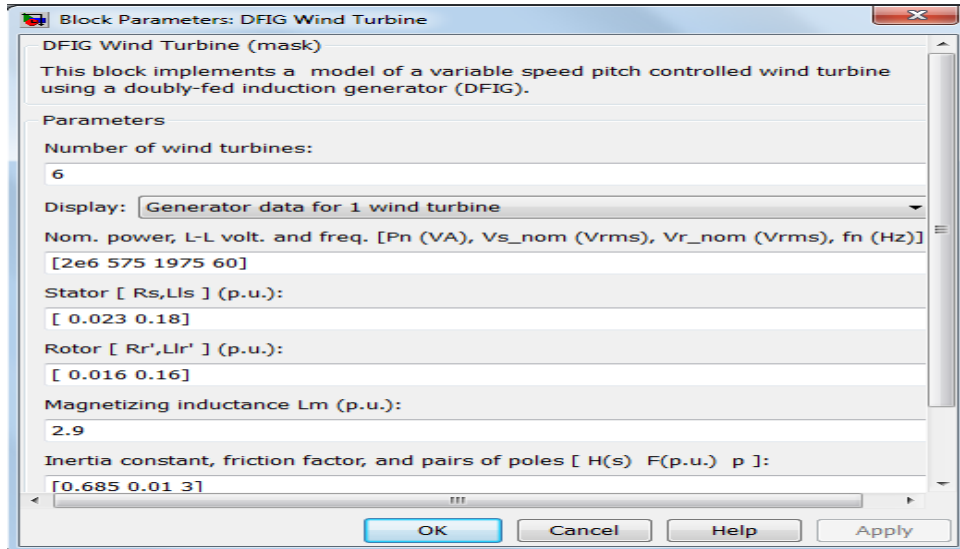 Block Parameters: DFIG Wind Turbine
DFIG Wind Turbine (mask)
This block implements a model of a variable speed pitch controlled wind turbine
using a doubly-fed induction generator (DFIG).
Parameters
Number of wind turbines:
6
Display: Generator data for 1 wind turbine
Nom. power, L-L volt. and freq. [Pn (VA), Vs_nom (Vrms), Vr_nom (Vrms), fn (Hz)]
[2e6 575 1975 60]
Stator [ Rs,Lls ] (p.u.):
[ 0.023 0.18]
Rotor [ Rr',Llr' ] (p.u.):
[ 0.016 0.16]
Magnetizing inductance Lm (p.u.):
2.9
Inertia constant, friction factor, and pairs of poles [ H(s) F(p.u.) p ]:
[0.685 0.01 3]
OK Cancel Help Apply